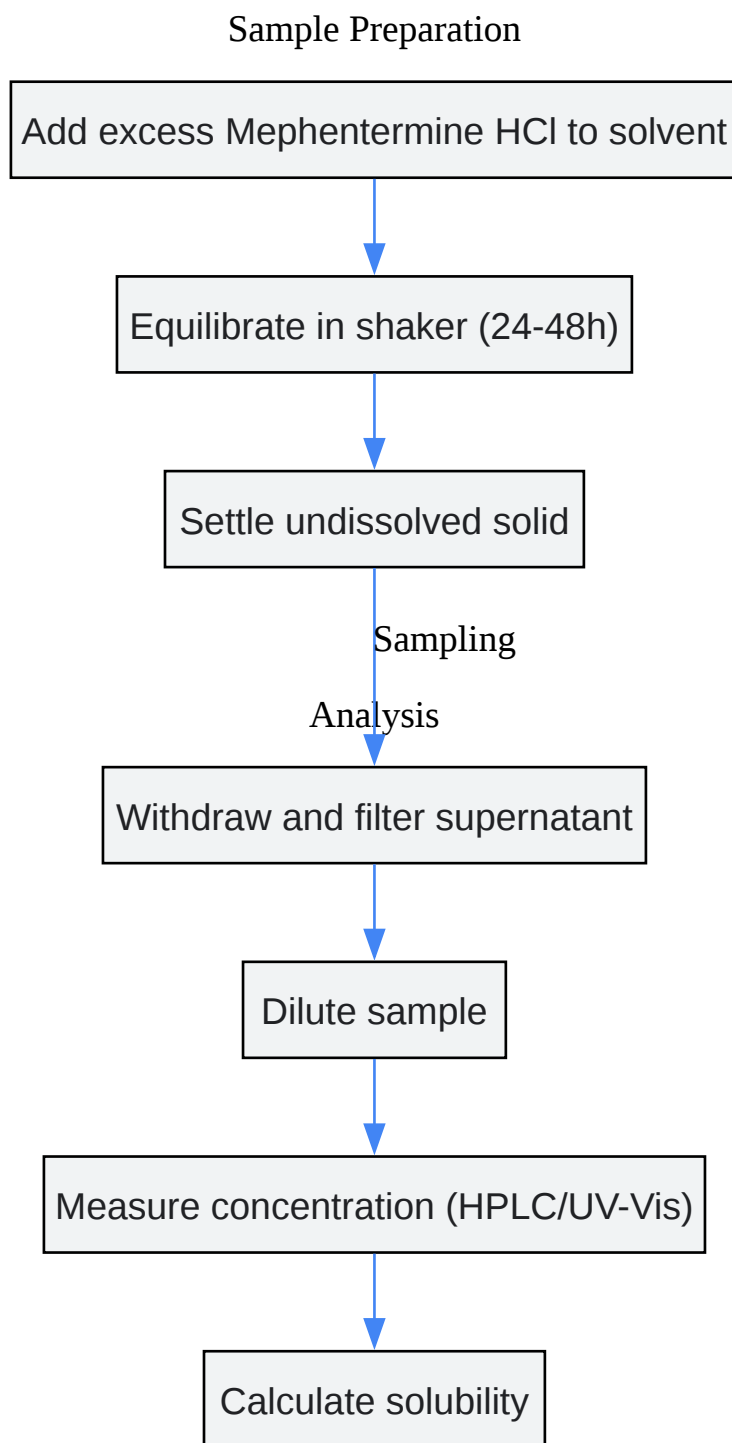 Sample Preparation
Add excess Mephentermine HCl to solvent
Equilibrate in shaker (24-48h)
Settle undissolved solid
Sampling
Analysis
Withdraw and filter supernatant
Dilute sample
Measure concentration (HPLC/UV-Vis)
Calculate solubility